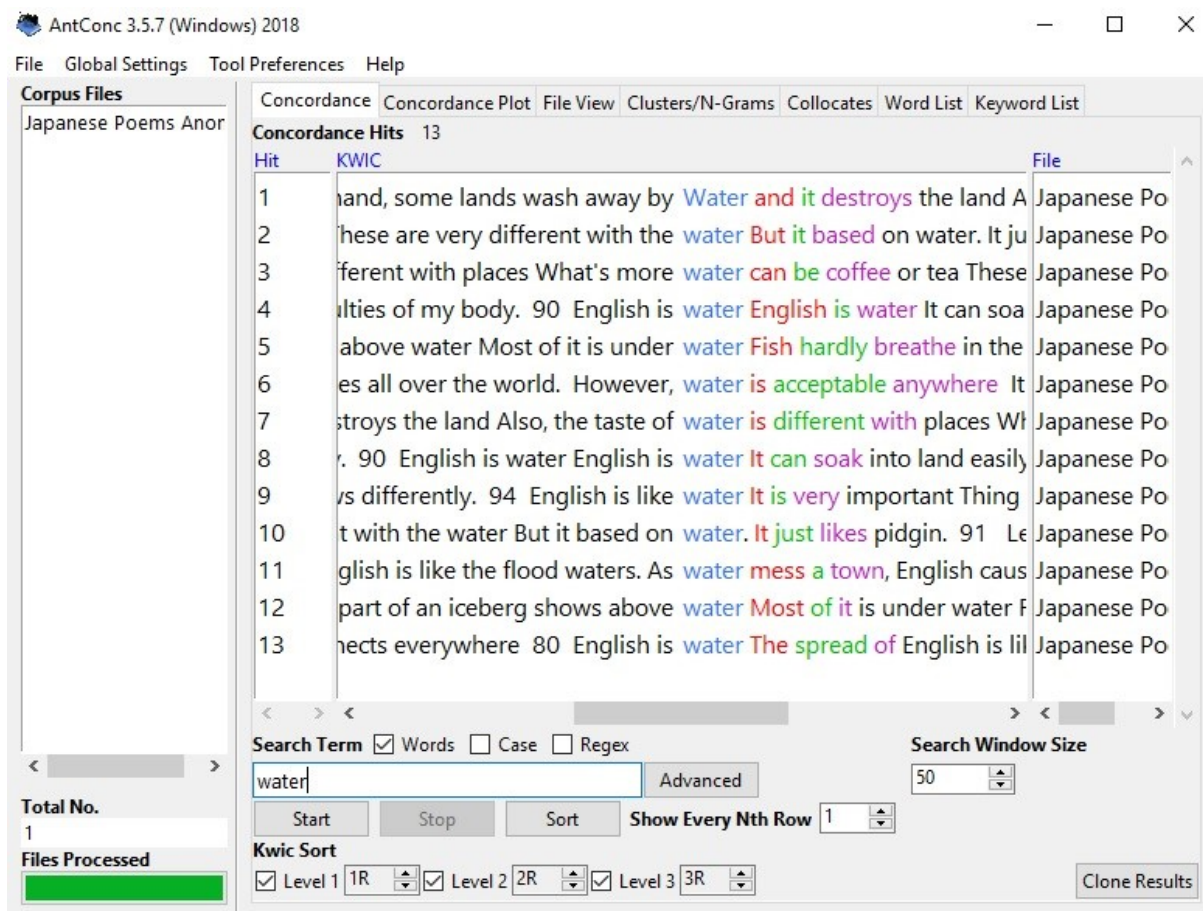 AntConc 3.5.7 (Windows) 2018
File Global Settings Tool Preferences Help
Corpus Files
Japanese Poems Anor
Concordance Concordance Plot File View Clusters/N-Grams Collocates Word List Keyword List
Concordance Hits 13
Hit KWIC File
1 hand, some lands wash away by Water and it destroys the land A Japanese Po
2 These are very different with the water But it based on water. It ju Japanese Po
3 fferent with places What's more water can be coffee or tea These Japanese Po
4 ulties of my body. 90 English is water English is water It can soa Japanese Po
5 above water Most of it is under water Fish hardly breathe in the Japanese Po
6 es all over the world. However, water is acceptable anywhere It Japanese Po
7 stroys the land Also, the taste of water is different with places Wh Japanese Po
8 y. 90 English is water English is water It can soak into land easily Japanese Po
9 vs differently. 94 English is like water It is very important Thing Japanese Po
10 t with the water But it based on water. It just likes pidgin. 91 Le Japanese Po
11 glish is like the flood waters. As water mess a town, English caus Japanese Po
12 part of an iceberg shows above water Most of it is under water F Japanese Po
13 nects everywhere 80 English is water The spread of English is lik Japanese Po
Search Term Words Case Regex Search Window Size
water Advanced 50
Start Stop Sort Show Every Nth Row 1
Kwic Sort
Level 1 1R Level 2 2R Level 3 3R Clone Results
Total No.
1
Files Processed